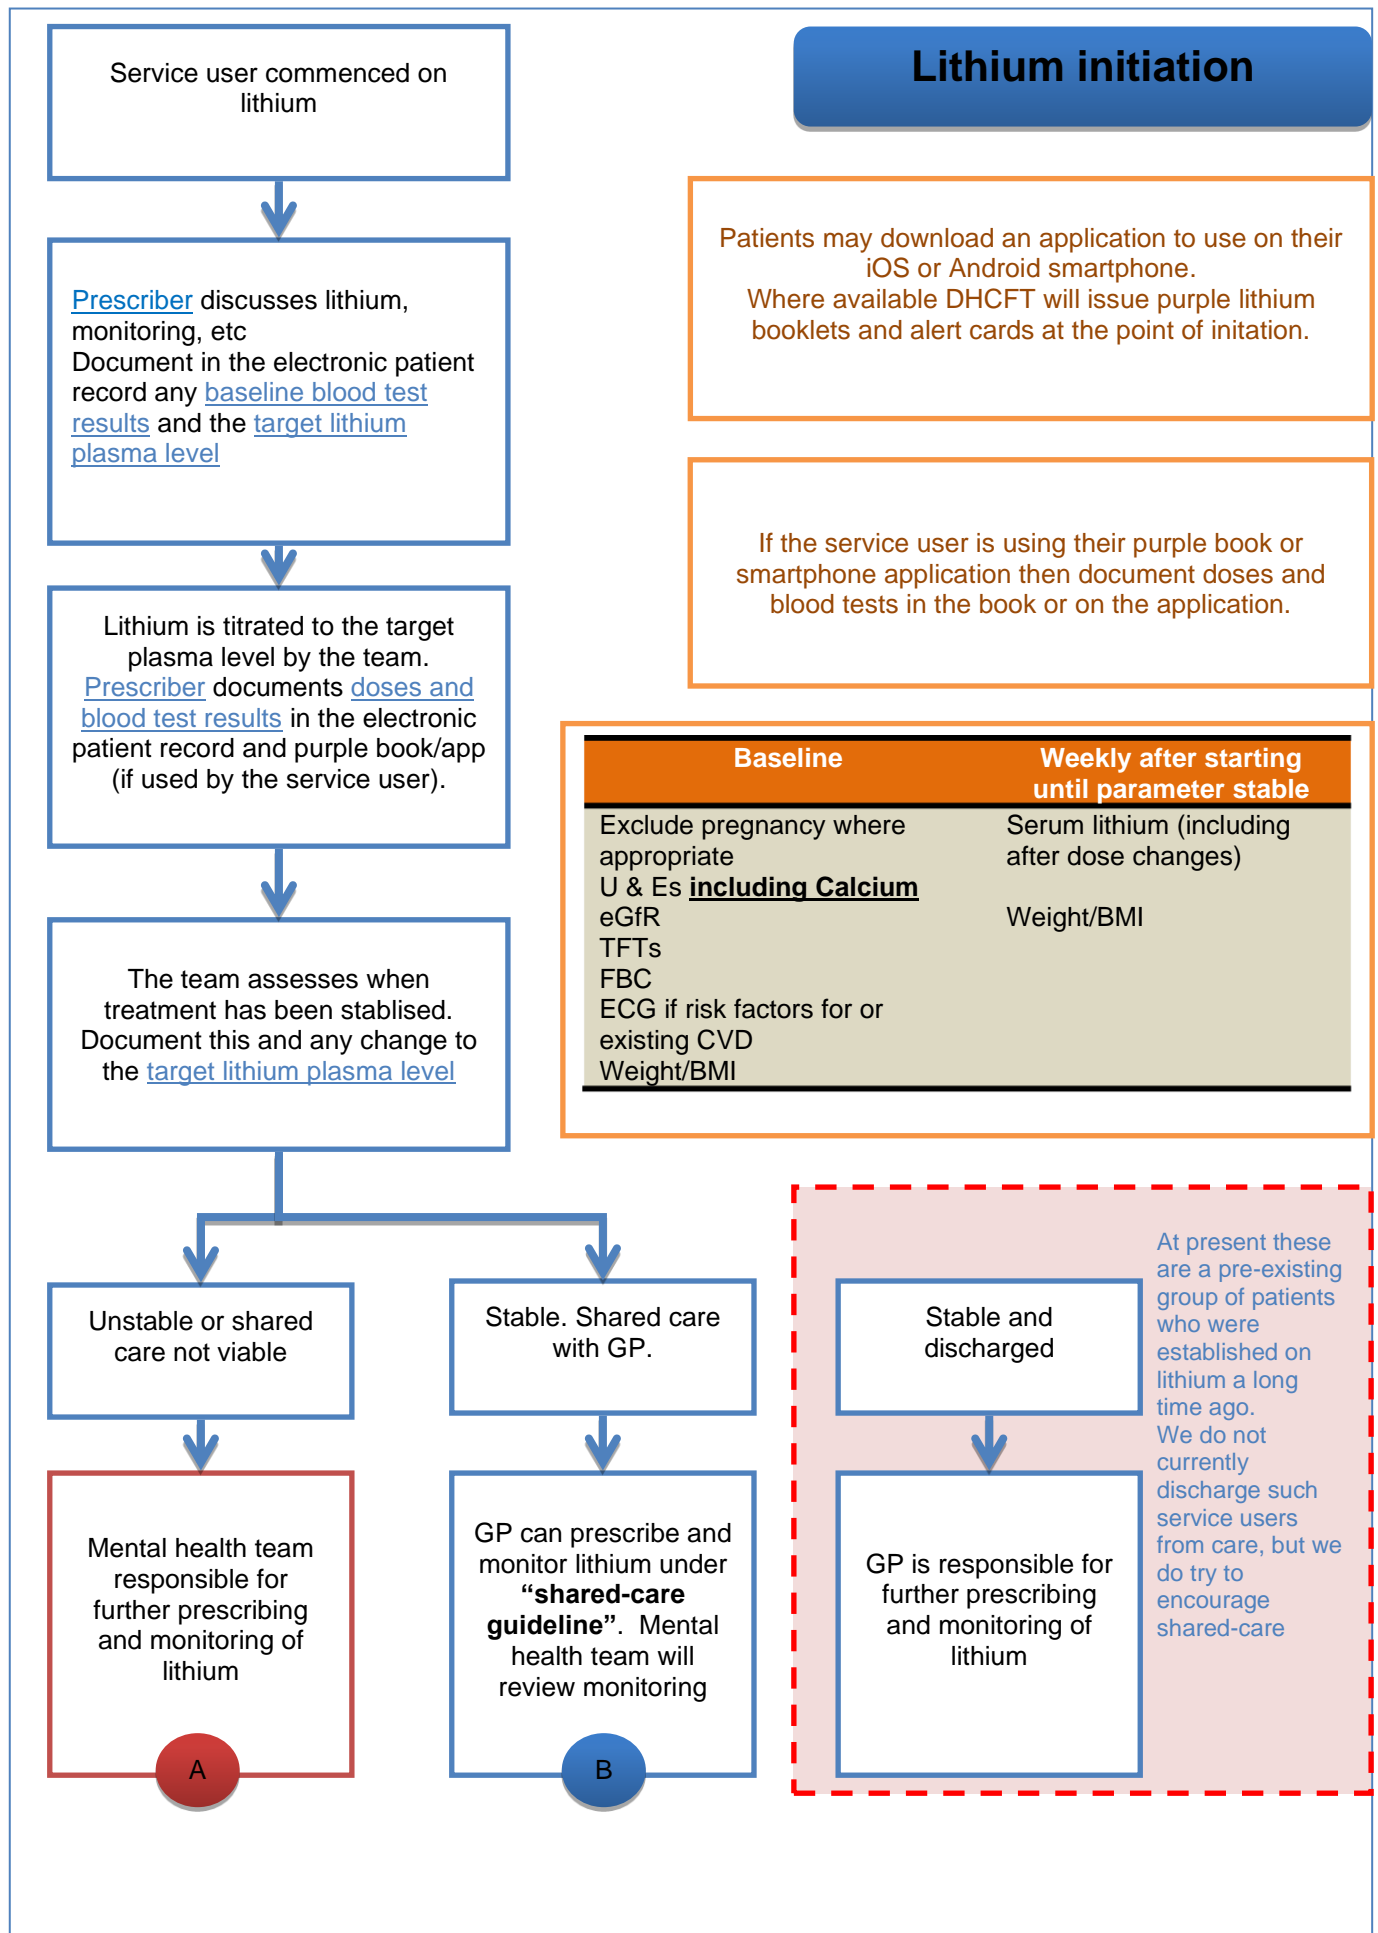 Lithium initiation
Service user commenced on
lithium
Prescriber discusses lithium,
monitoring, etc
Document in the electronic patient
record any baseline blood test
results and the target lithium
plasma level
Patients may download an application to use on their
iOS or Android smartphone.
Where available DHCFT will issue purple lithium
booklets and alert cards at the point of initation.
If the service user is using their purple book or
smartphone application then document doses and
blood tests in the book or on the application.
Lithium is titrated to the target
plasma level by the team.
Prescriber documents doses and
blood test results in the electronic
patient record and purple book/app
(if used by the service user).
Baseline
Weekly after starting
until parameter stable
Exclude pregnancy where
appropriate
U & Es including Calcium
eGfR
TFTs
FBC
ECG if risk factors for or
existing CVD
Weight/BMI
Serum lithium (including
after dose changes)
Weight/BMI
The team assesses when
treatment has been stablised.
Document this and any change to
the target lithium plasma level
Unstable or shared
care not viable
Stable. Shared care
with GP.
Stable and
discharged
At present these
are a pre-existing
group of patients
who were
established on
lithium a long
time ago.
We do not
currently
discharge such
service users
from care, but we
do try to
encourage
shared-care
Mental health team
responsible for
further prescribing
and monitoring of
lithium
A
GP can prescribe and
monitor lithium under
“shared-care
guideline”. Mental
health team will
review monitoring
B
GP is responsible for
further prescribing
and monitoring of
lithium